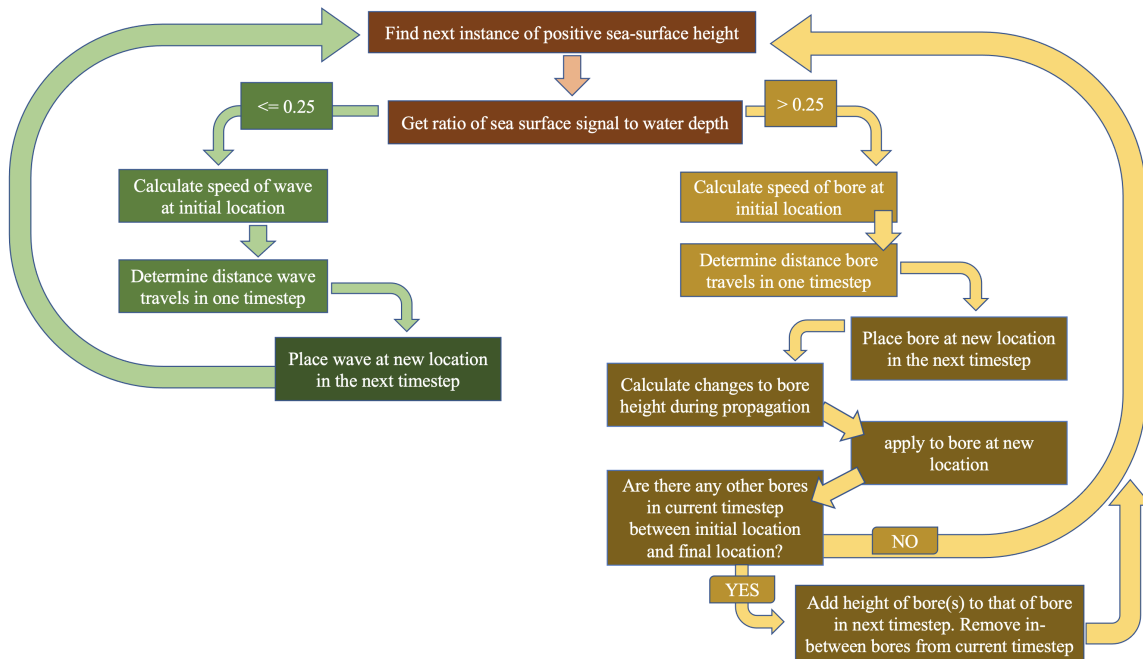 Find next instance of positive sea-surface height
<= 0.25
> 0.25
Get ratio of sea surface signal to water depth
Calculate speed of wave
at initial location
Determine distance wave
travels in one timestep
Place wave at new location
in the next timestep
Calculate speed of bore at
initial location
Determine distance bore
travels in one timestep
Place bore at new location
in the next timestep
Calculate changes to bore
height during propagation
apply to bore at new
location
Are there any other bores
in current timestep
between initial location
and final location?
NO
YES
Add height of bore(s) to that of bore
in next timestep. Remove in-
between bores from current timestep